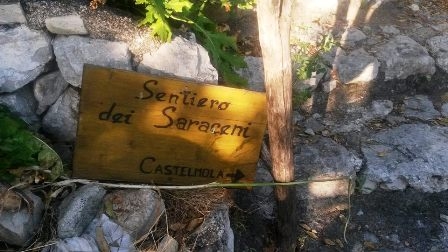 Sentiero
dei Saraceni
CASTELMOLA →